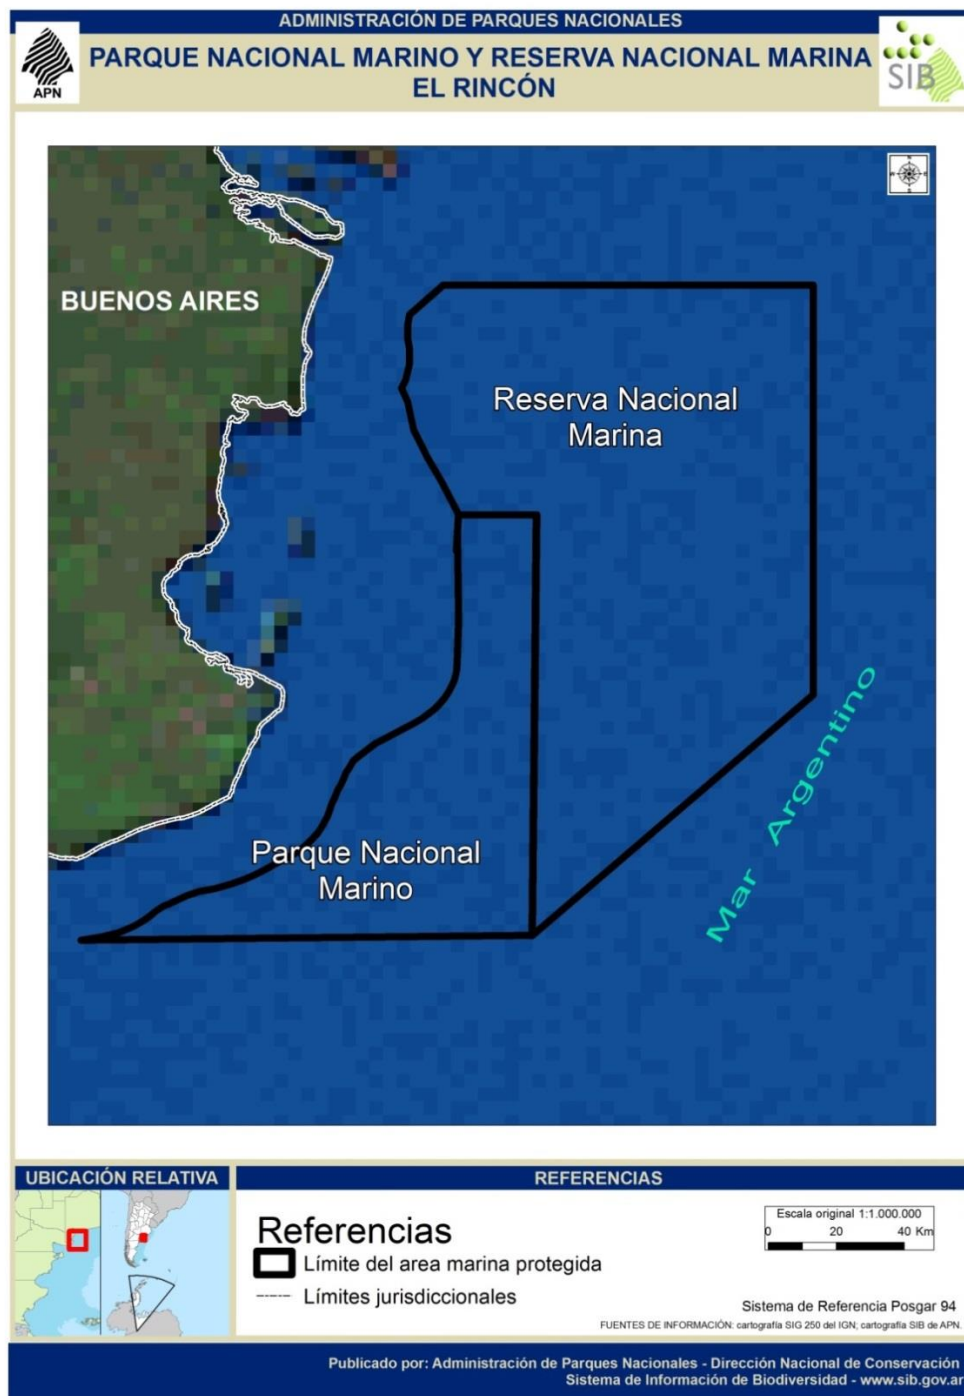 ADMINISTRACIÓN DE PARQUES NACIONALES
PARQUE NACIONAL MARINO Y RESERVA NACIONAL MARINA
EL RINCÓN
APN
SIB
BUENOS AIRES
Reserva Nacional
Marina
Parque Nacional
Marino
Mar Argentino
UBICACIÓN RELATIVA
REFERENCIAS
Referencias
Límite del area marina protegida
Límites jurisdiccionales
Escala original 1:1.000.000
0 20 40 Km
Sistema de Referencia Posgar 94
FUENTES DE INFORMACIÓN: cartografía SIG 250 del IGN; cartografía SIB de APN.
Publicado por: Administración de Parques Nacionales - Dirección Nacional de Conservación
Sistema de Información de Biodiversidad - www.sib.gov.ar